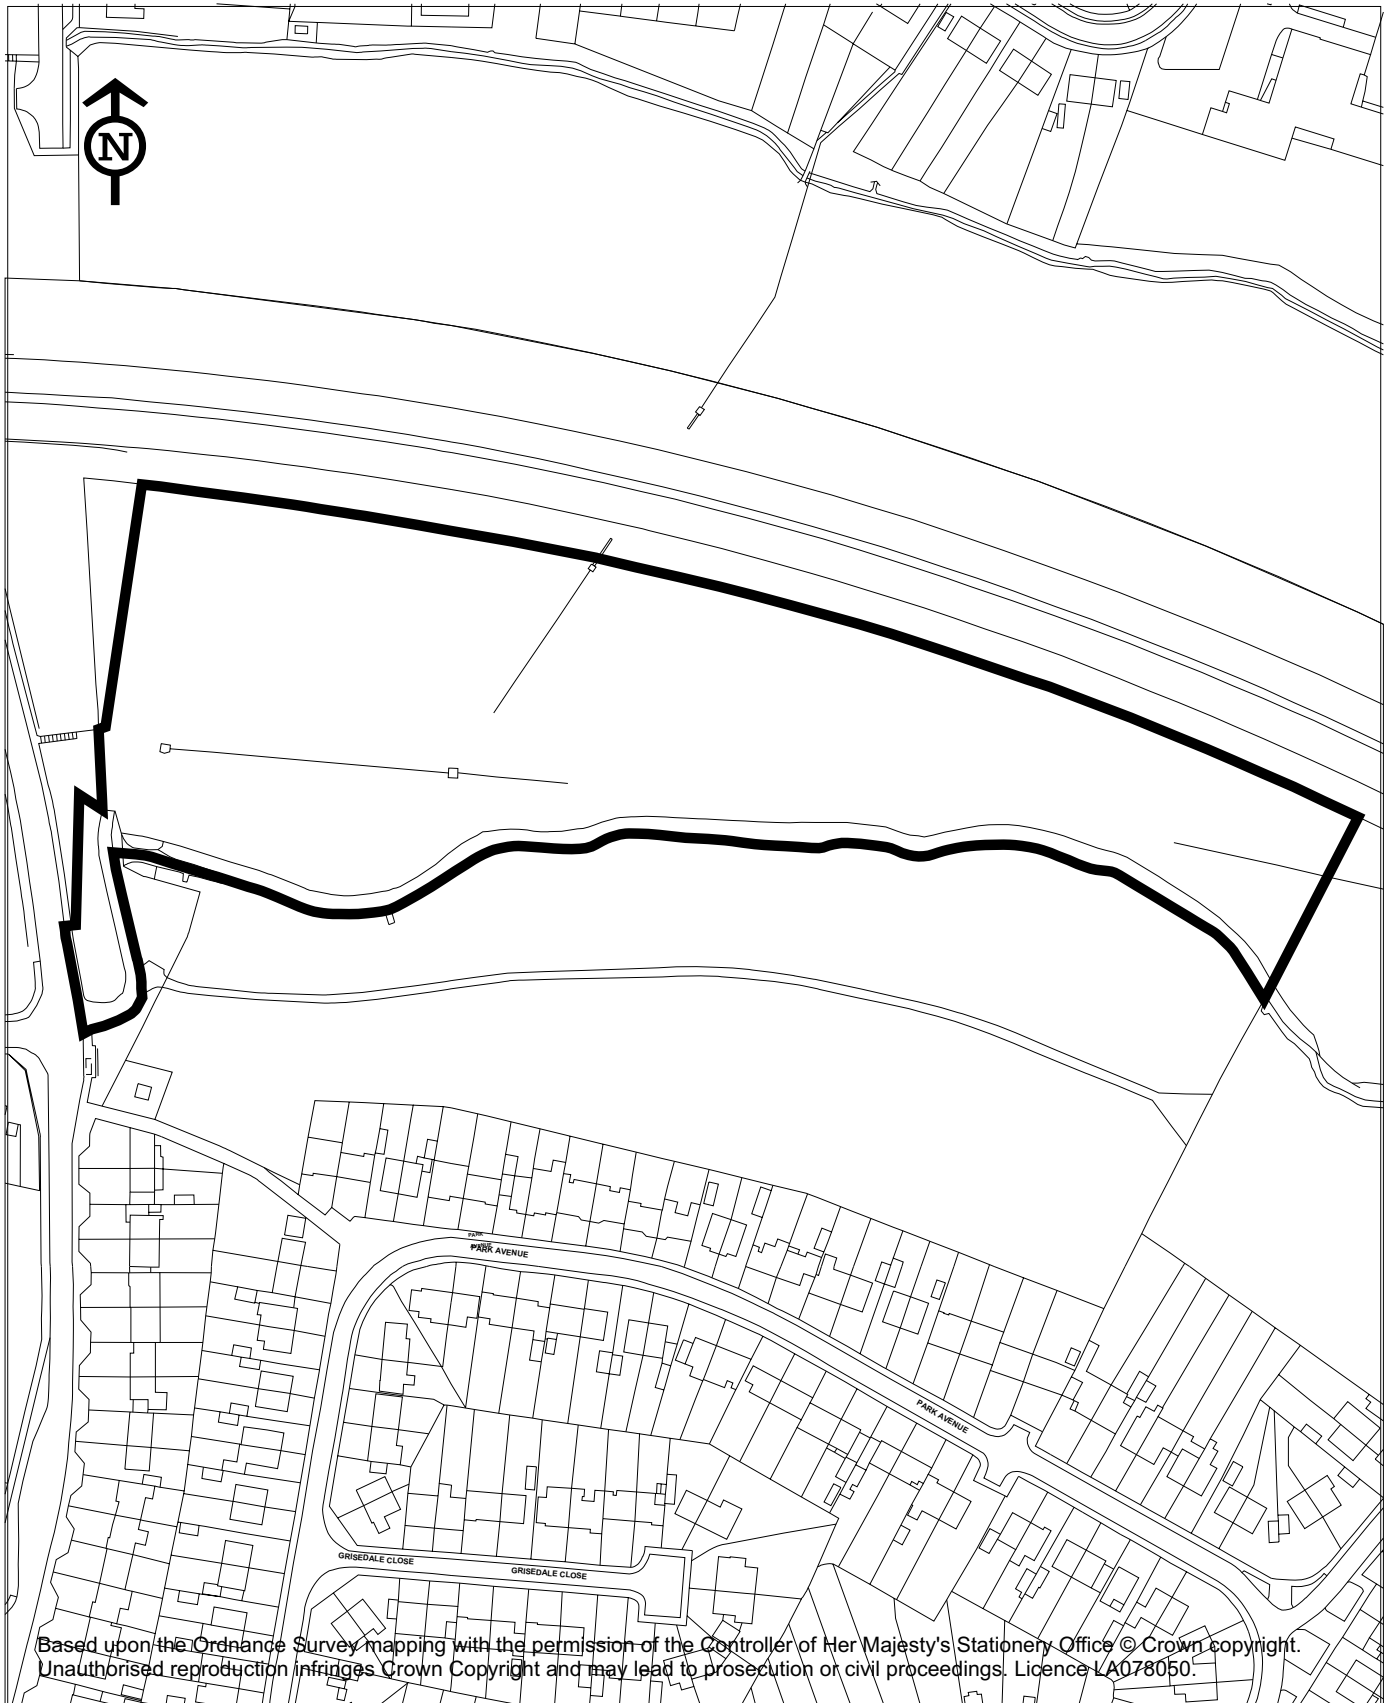 N
PARK
AVENUE
PARK AVENUE
PARK AVENUE
GRISEDALE CLOSE
GRISEDALE CLOSE
Based upon the Ordnance Survey mapping with the permission of the Controller of Her Majesty's Stationery Office © Crown copyright.
Unauthorised reproduction infringes Crown Copyright and may lead to prosecution or civil proceedings. Licence LA078050.